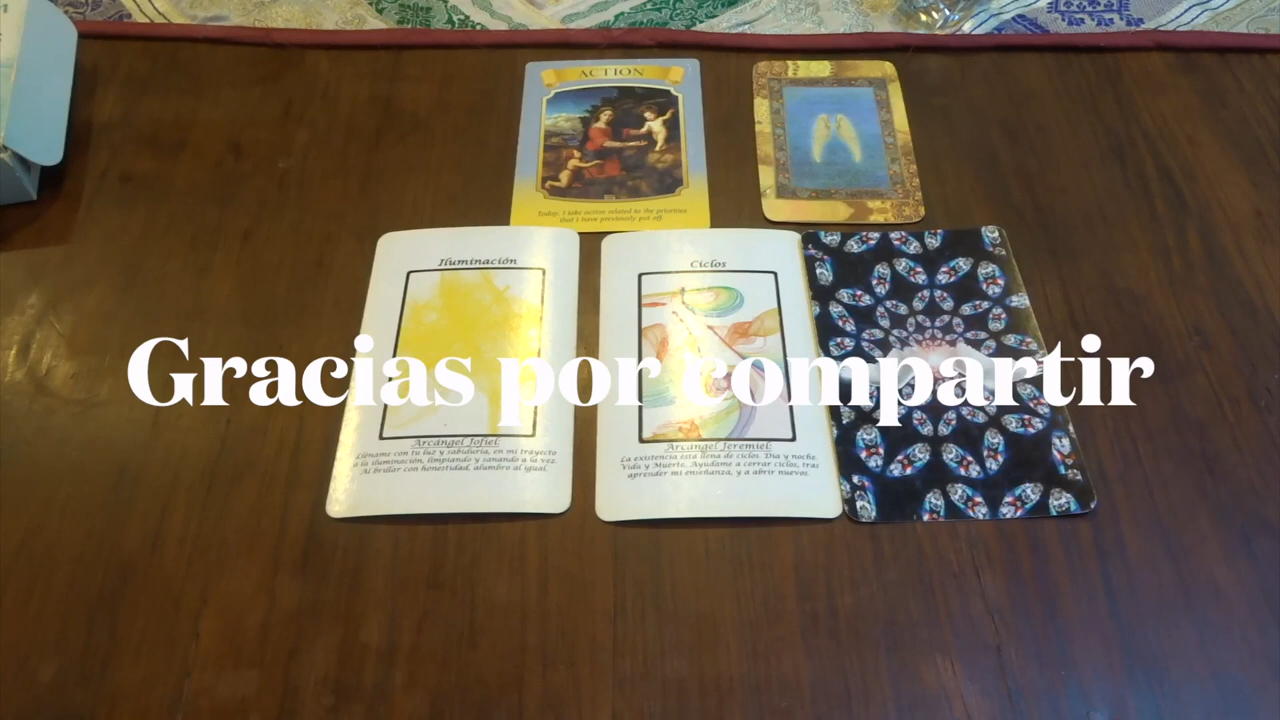 ACTION
Today, I take action related to the priorities
that I have previously put off.
Iluminación
Ciclos
Gracias por compartir
Arcángel Jofiel:
Lléname con tu luz y sabiduría, en mi trayecto
a la iluminación, limpiando y sanando a la vez.
Al brillar con honestidad, alumbro al igual.
Arcángel Jeremiel:
La existencia está llena de ciclos. Dia y noche.
Vida y Muerte. Ayudame a cerrar ciclos, tras
aprender mi enseñanza, y a abrir nuevos.